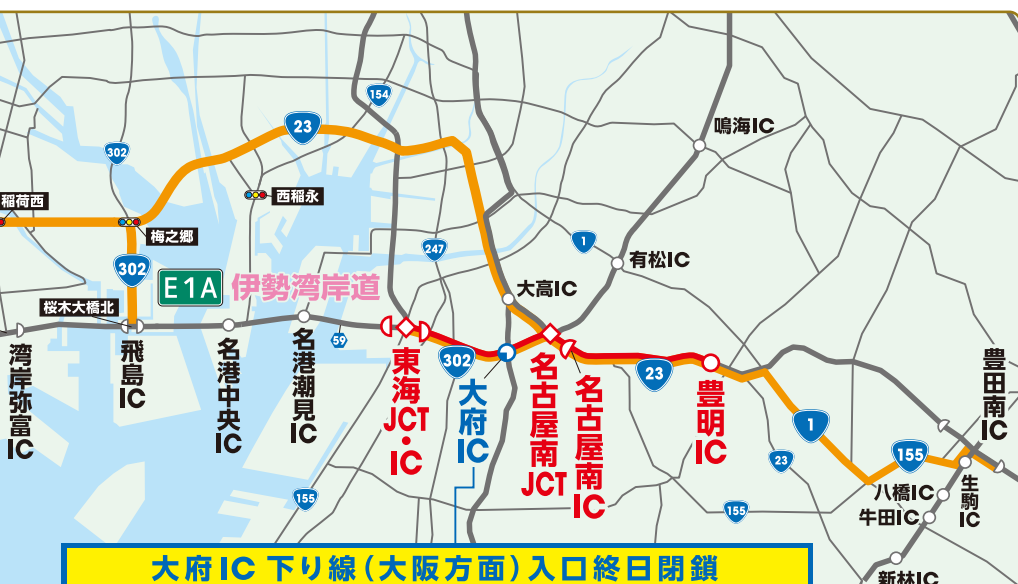 154
23
302
鳴海IC
稲荷西
西稲永
梅之郷
247
1
有松IC
302
E1A 伊勢湾岸道
大高IC
桜木大橋北
59
湾岸弥富IC
飛島IC
名港中央IC
名港潮見IC
東海JCT・IC
302
大府IC
名古屋南JCT
名古屋南IC
23
豊明IC
1
155
豊田南IC
23
155
155
八橋IC
牛田IC
生駒IC
新林IC
大府IC 下り線(大阪方面)入口終日閉鎖